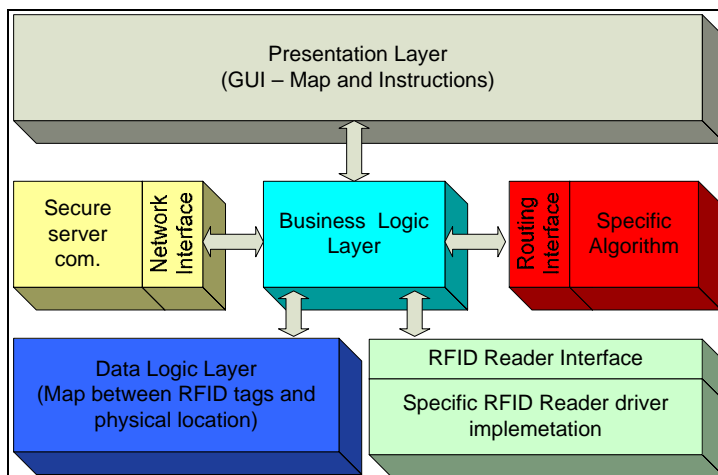 Presentation Layer
(GUI – Map and Instructions)
Secure
server
com.
Network
Interface
Business Logic
Layer
Routing
Interface
Specific
Algorithm
Data Logic Layer
(Map between RFID tags and
physical location)
RFID Reader Interface
Specific RFID Reader driver
implemetation